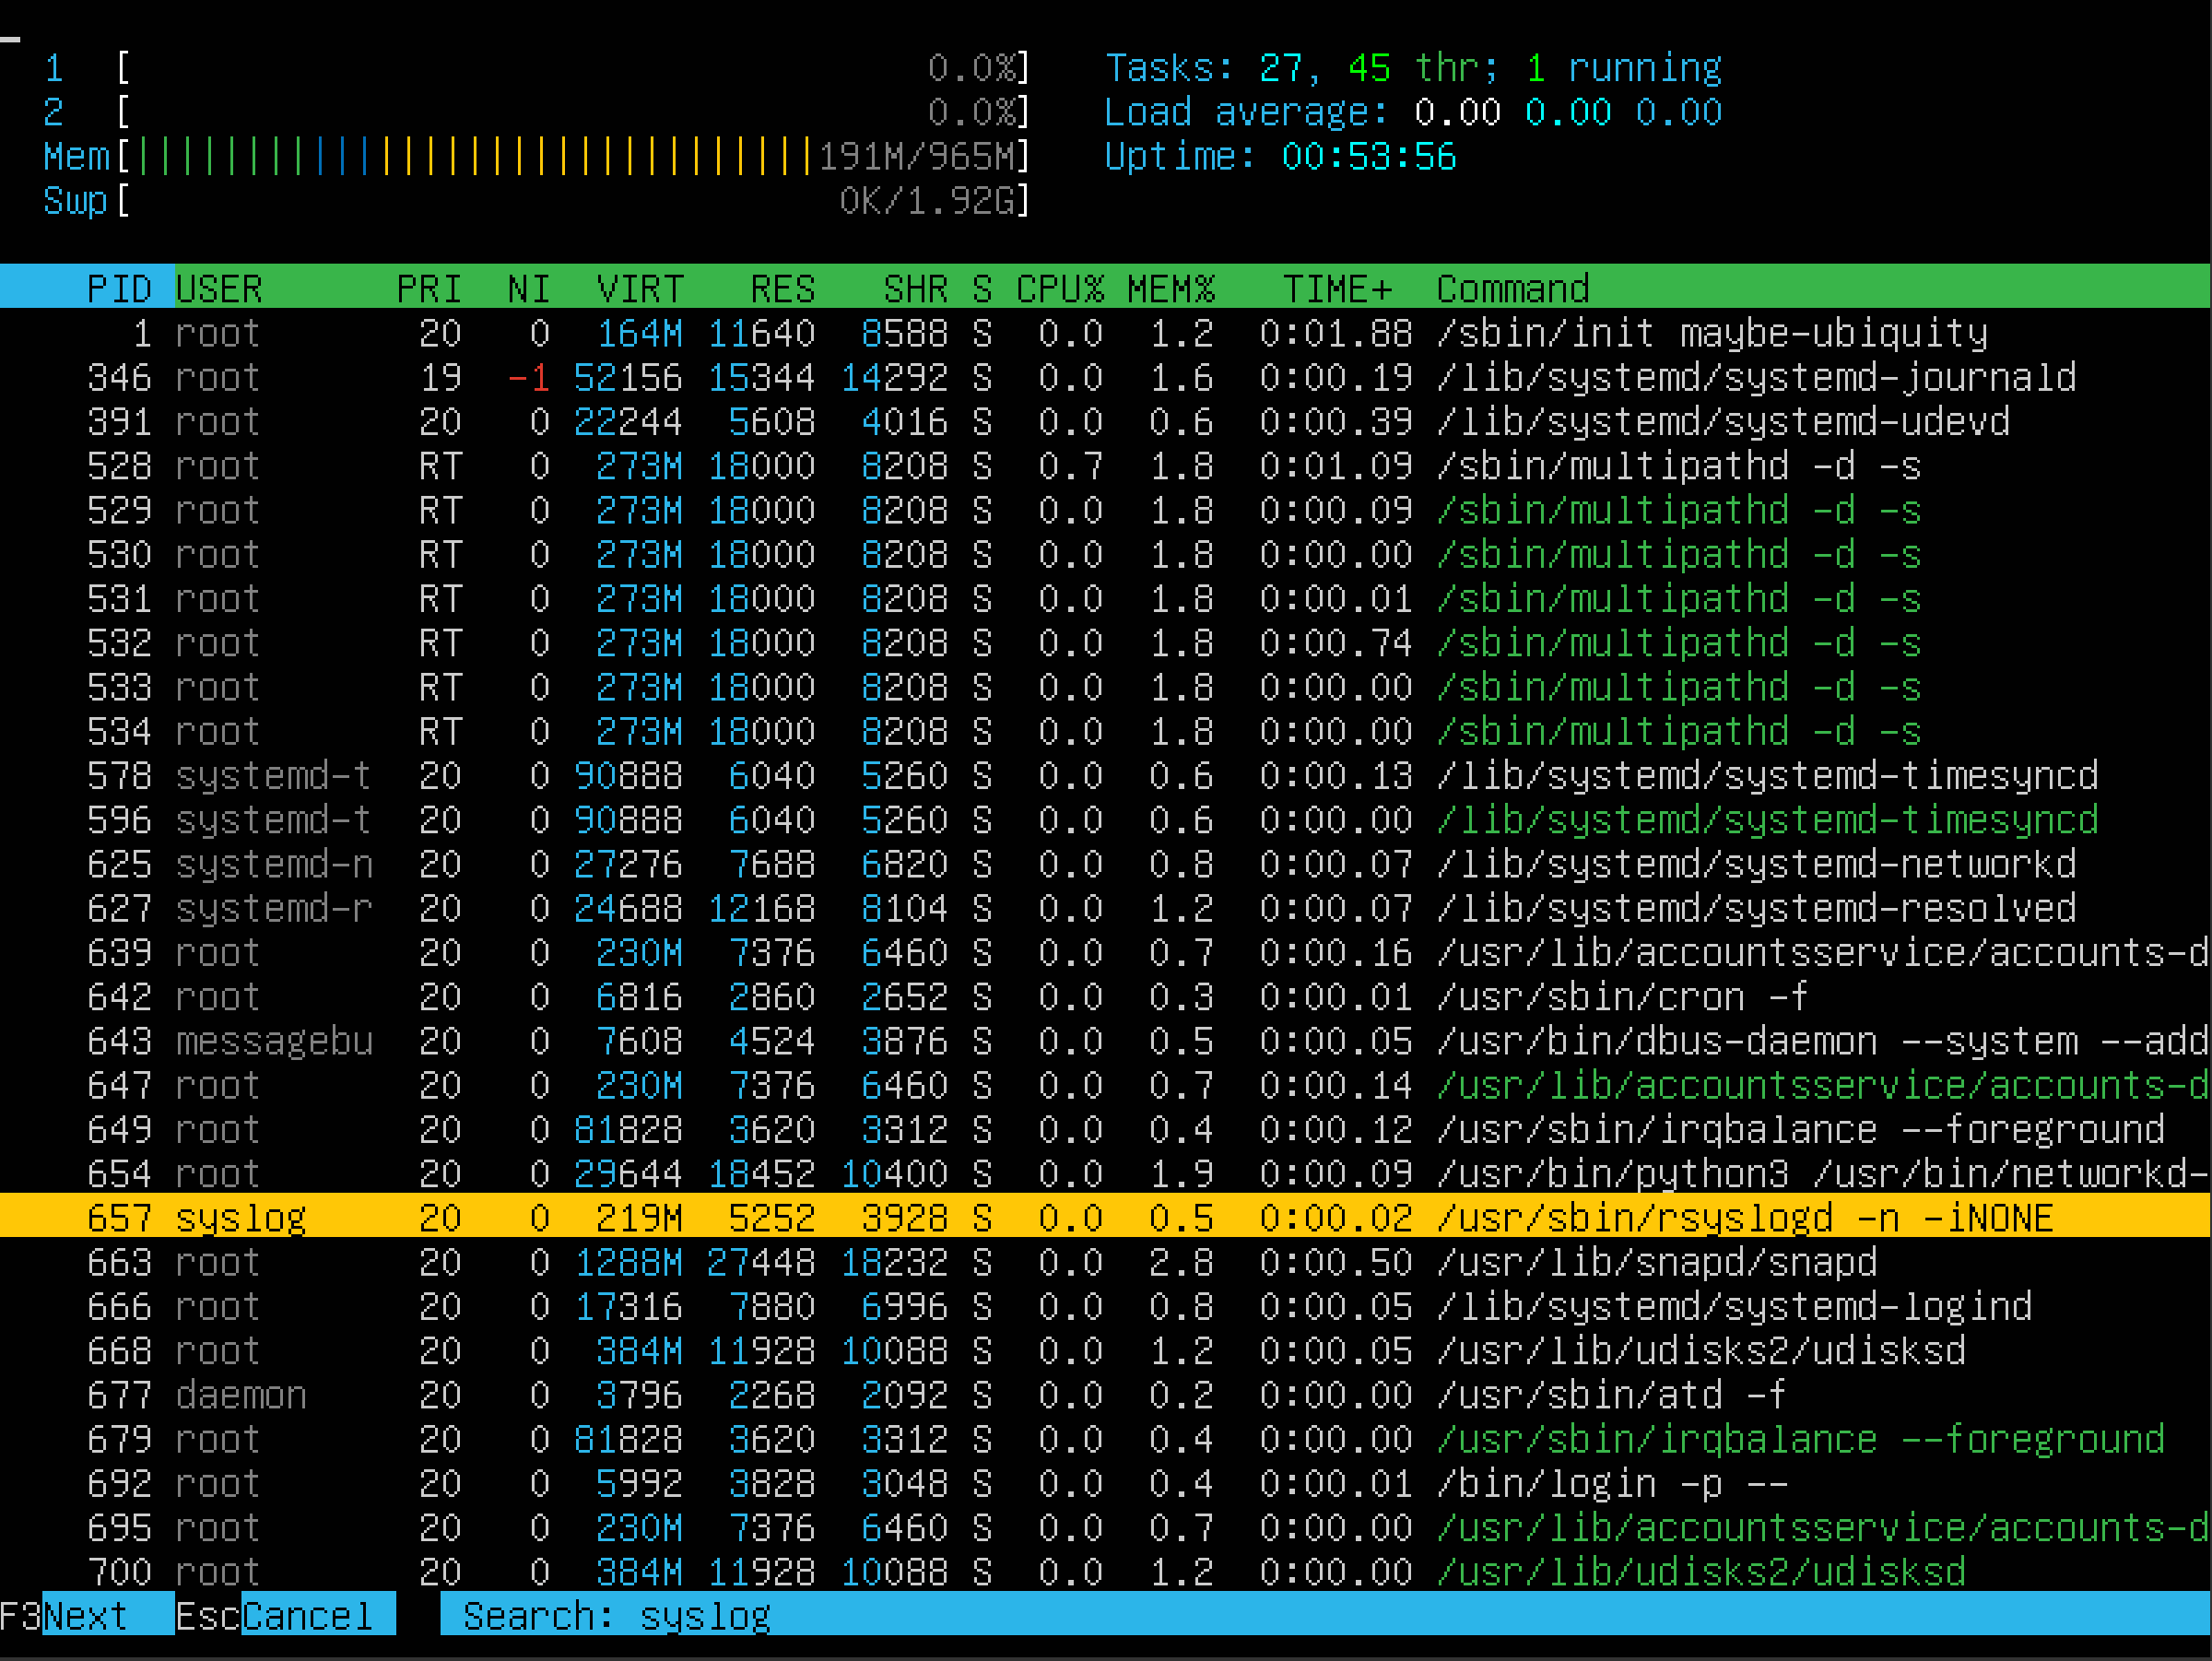 1 [ 0.0%] Tasks: 27, 45 thr; 1 running
2 [ 0.0%] Load average: 0.00 0.00 0.00
Mem[|||||||||||||||||||||||||||||||191M/965M] Uptime: 00:53:56
Swp[ 0K/1.92G]
PID USER PRI NI VIRT RES SHR S CPU% MEM% TIME+ Command
1 root 20 0 164M 11640 8588 S 0.0 1.2 0:01.88 /sbin/init maybe-ubiquity
346 root 19 -1 52156 15344 14292 S 0.0 1.6 0:00.19 /lib/systemd/systemd-journald
391 root 20 0 22244 5608 4016 S 0.0 0.6 0:00.39 /lib/systemd/systemd-udevd
528 root RT 0 273M 18000 8208 S 0.7 1.8 0:01.09 /sbin/multipathd -d -s
529 root RT 0 273M 18000 8208 S 0.0 1.8 0:00.09 /sbin/multipathd -d -s
530 root RT 0 273M 18000 8208 S 0.0 1.8 0:00.00 /sbin/multipathd -d -s
531 root RT 0 273M 18000 8208 S 0.0 1.8 0:00.01 /sbin/multipathd -d -s
532 root RT 0 273M 18000 8208 S 0.0 1.8 0:00.74 /sbin/multipathd -d -s
533 root RT 0 273M 18000 8208 S 0.0 1.8 0:00.00 /sbin/multipathd -d -s
534 root RT 0 273M 18000 8208 S 0.0 1.8 0:00.00 /sbin/multipathd -d -s
578 systemd-t 20 0 90888 6040 5260 S 0.0 0.6 0:00.13 /lib/systemd/systemd-timesyncd
596 systemd-t 20 0 90888 6040 5260 S 0.0 0.6 0:00.00 /lib/systemd/systemd-timesyncd
625 systemd-n 20 0 27276 7688 6820 S 0.0 0.8 0:00.07 /lib/systemd/systemd-networkd
627 systemd-r 20 0 24688 12168 8104 S 0.0 1.2 0:00.07 /lib/systemd/systemd-resolved
639 root 20 0 230M 7376 6460 S 0.0 0.7 0:00.16 /usr/lib/accountsservice/accounts-d
642 root 20 0 6816 2860 2652 S 0.0 0.3 0:00.01 /usr/sbin/cron -f
643 messagebu 20 0 7608 4524 3876 S 0.0 0.5 0:00.05 /usr/bin/dbus-daemon --system --add
647 root 20 0 230M 7376 6460 S 0.0 0.7 0:00.14 /usr/lib/accountsservice/accounts-d
649 root 20 0 81828 3620 3312 S 0.0 0.4 0:00.12 /usr/sbin/irqbalance --foreground
654 root 20 0 29644 18452 10400 S 0.0 1.9 0:00.09 /usr/bin/python3 /usr/bin/networkd-
657 syslog 20 0 219M 5252 3928 S 0.0 0.5 0:00.02 /usr/sbin/rsyslogd -n -iNONE
663 root 20 0 1288M 27448 18232 S 0.0 2.8 0:00.50 /usr/lib/snapd/snapd
666 root 20 0 17316 7880 6996 S 0.0 0.8 0:00.05 /lib/systemd/systemd-logind
668 root 20 0 384M 11928 10088 S 0.0 1.2 0:00.05 /usr/lib/udisks2/udisksd
677 daemon 20 0 3796 2268 2092 S 0.0 0.2 0:00.00 /usr/sbin/atd -f
679 root 20 0 81828 3620 3312 S 0.0 0.4 0:00.00 /usr/sbin/irqbalance --foreground
692 root 20 0 5992 3828 3048 S 0.0 0.4 0:00.01 /bin/login -p --
695 root 20 0 230M 7376 6460 S 0.0 0.7 0:00.00 /usr/lib/accountsservice/accounts-d
700 root 20 0 384M 11928 10088 S 0.0 1.2 0:00.00 /usr/lib/udisks2/udisksd
F3Next EscCancel Search: syslog